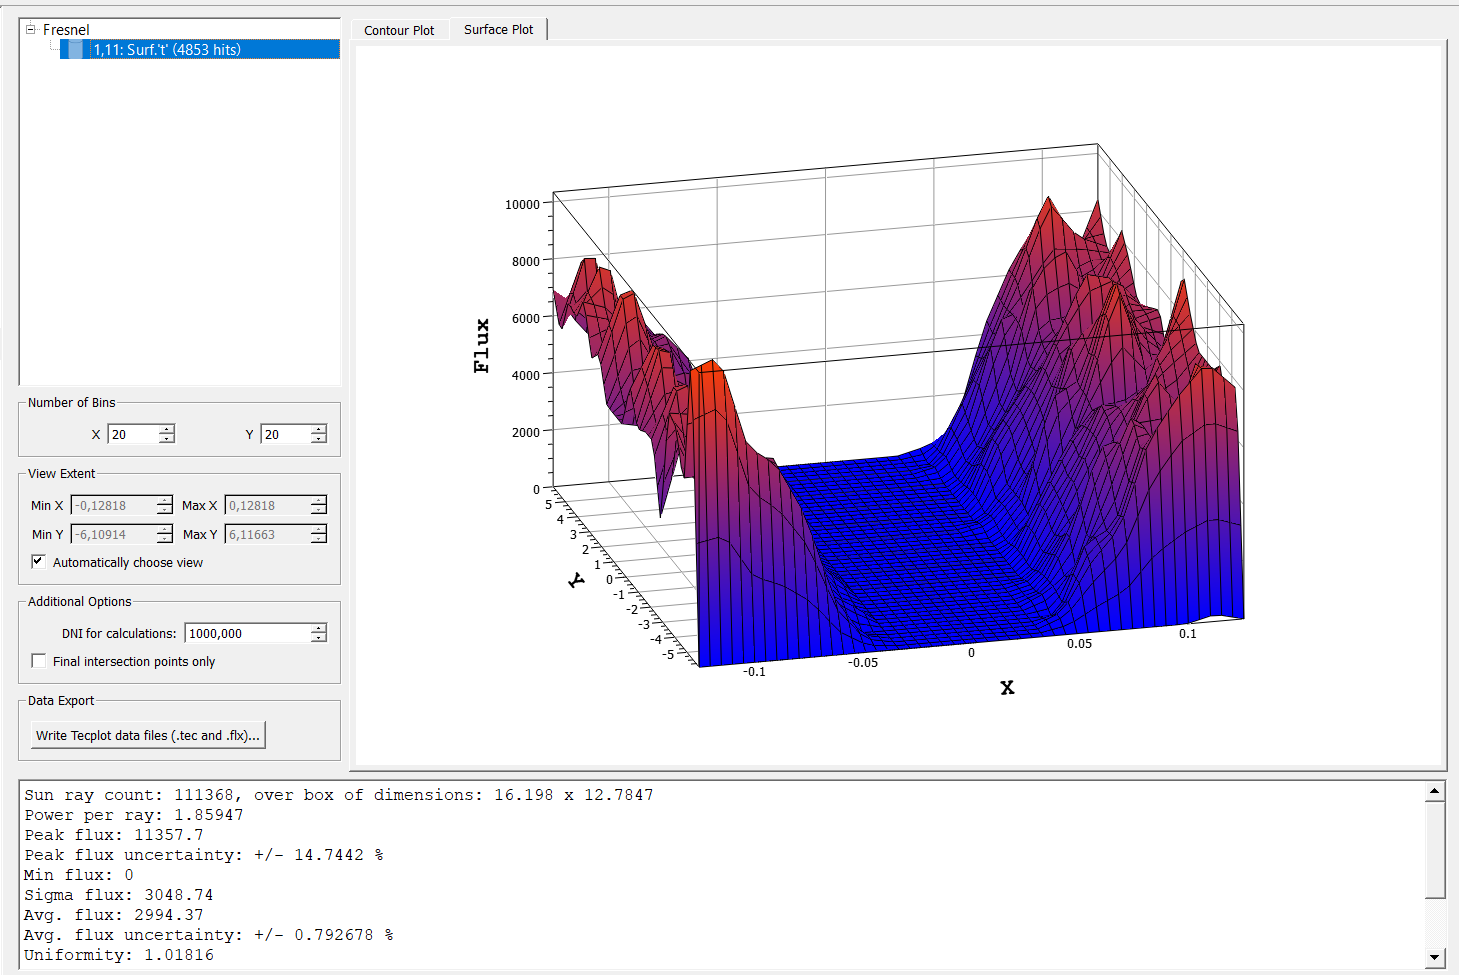 Fresnel
1,11: Surf.'t' (4853 hits)
Number of Bins
X 20 Y 20
View Extent
Min X -0,12818 Max X 0,12818
Min Y -6,10914 Max Y 6,11663
Automatically choose view
Additional Options
DNI for calculations: 1000,000
Final intersection points only
Data Export
Write Tecplot data files (.tec and .flx)...
Contour Plot Surface Plot
Flux
10000
8000
6000
4000
2000
0
Y
5
4
3
2
1
0
-1
-2
-3
-4
-5
-0.1
-0.05
0
0.05
0.1
X
Sun ray count: 111368, over box of dimensions: 16.198 x 12.7847
Power per ray: 1.85947
Peak flux: 11357.7
Peak flux uncertainty: +/- 14.7442 %
Min flux: 0
Sigma flux: 3048.74
Avg. flux: 2994.37
Avg. flux uncertainty: +/- 0.792678 %
Uniformity: 1.01816